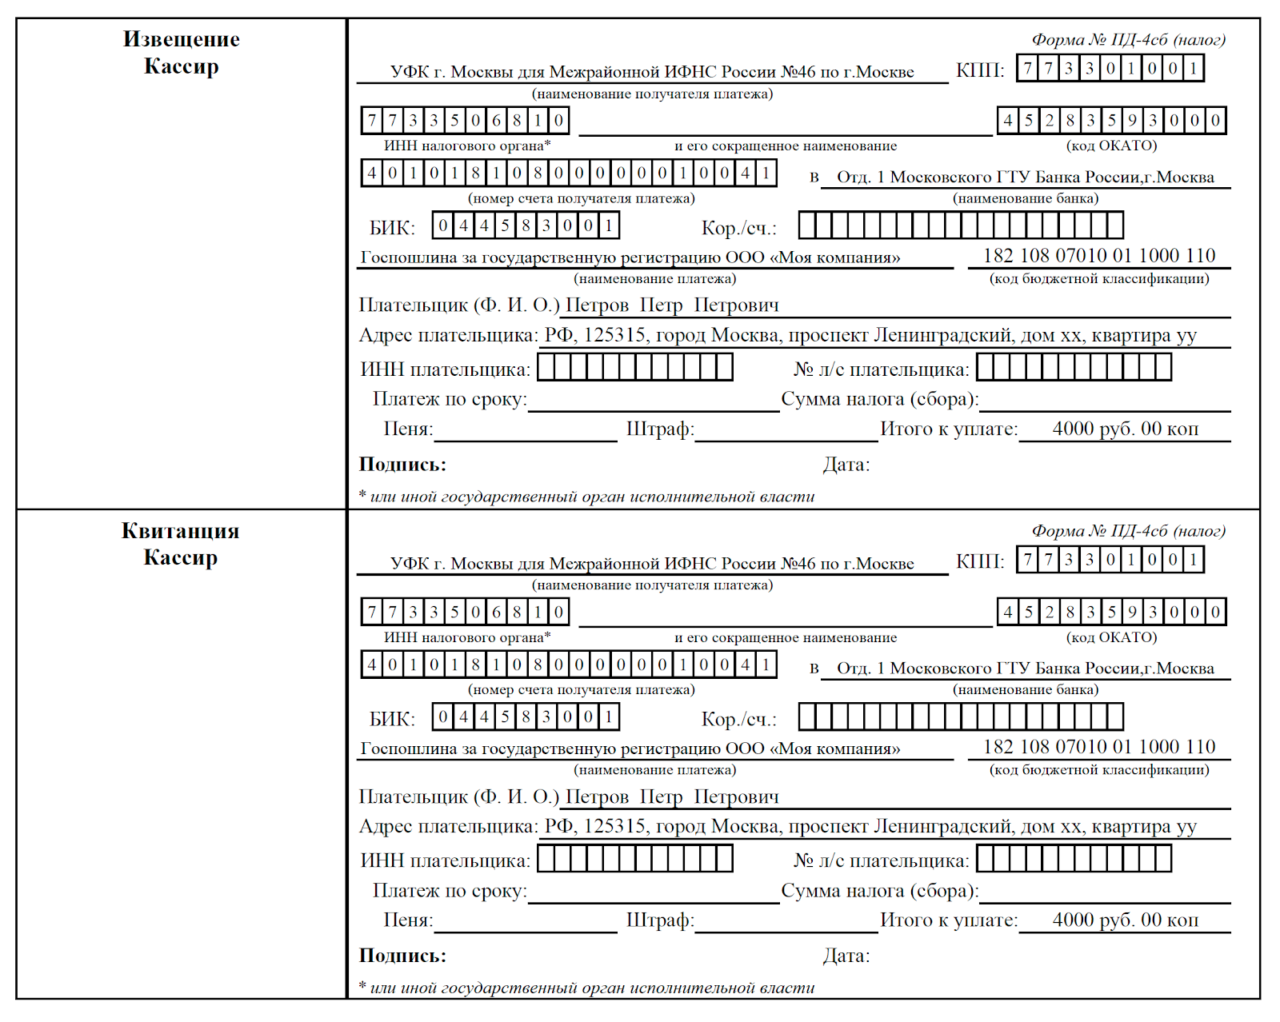 Извещение
Кассир
Форма № ПД-4сб (налог)
УФК г. Москвы для Межрайонной ИФНС России №46 по г.Москве КПП: 773301001
(наименование получателя платежа)
7733506810 45283593000
ИНН налогового органа* и его сокращенное наименование (код ОКАТО)
40101810800000010041 в Отд. 1 Московского ГТУ Банка России,г.Москва
(номер счета получателя платежа) (наименование банка)
БИК: 044583001 Кор./сч.:
Госпошлина за государственную регистрацию ООО «Моя компания» 182 108 07010 01 1000 110
(наименование платежа) (код бюджетной классификации)
Плательщик (Ф. И. О.) Петров Петр Петрович
Адрес плательщика: РФ, 125315, город Москва, проспект Ленинградский, дом хх, квартира уу
ИНН плательщика: № л/с плательщика:
Платеж по сроку: Сумма налога (сбора):
Пеня: Штраф: Итого к уплате: 4000 руб. 00 коп
Подпись: Дата:
* или иной государственный орган исполнительной власти
Квитанция
Кассир
Форма № ПД-4сб (налог)
УФК г. Москвы для Межрайонной ИФНС России №46 по г.Москве КПП: 773301001
(наименование получателя платежа)
7733506810 45283593000
ИНН налогового органа* и его сокращенное наименование (код ОКАТО)
40101810800000010041 в Отд. 1 Московского ГТУ Банка России,г.Москва
(номер счета получателя платежа) (наименование банка)
БИК: 044583001 Кор./сч.:
Госпошлина за государственную регистрацию ООО «Моя компания» 182 108 07010 01 1000 110
(наименование платежа) (код бюджетной классификации)
Плательщик (Ф. И. О.) Петров Петр Петрович
Адрес плательщика: РФ, 125315, город Москва, проспект Ленинградский, дом хх, квартира уу
ИНН плательщика: № л/с плательщика:
Платеж по сроку: Сумма налога (сбора):
Пеня: Штраф: Итого к уплате: 4000 руб. 00 коп
Подпись: Дата:
* или иной государственный орган исполнительной власти